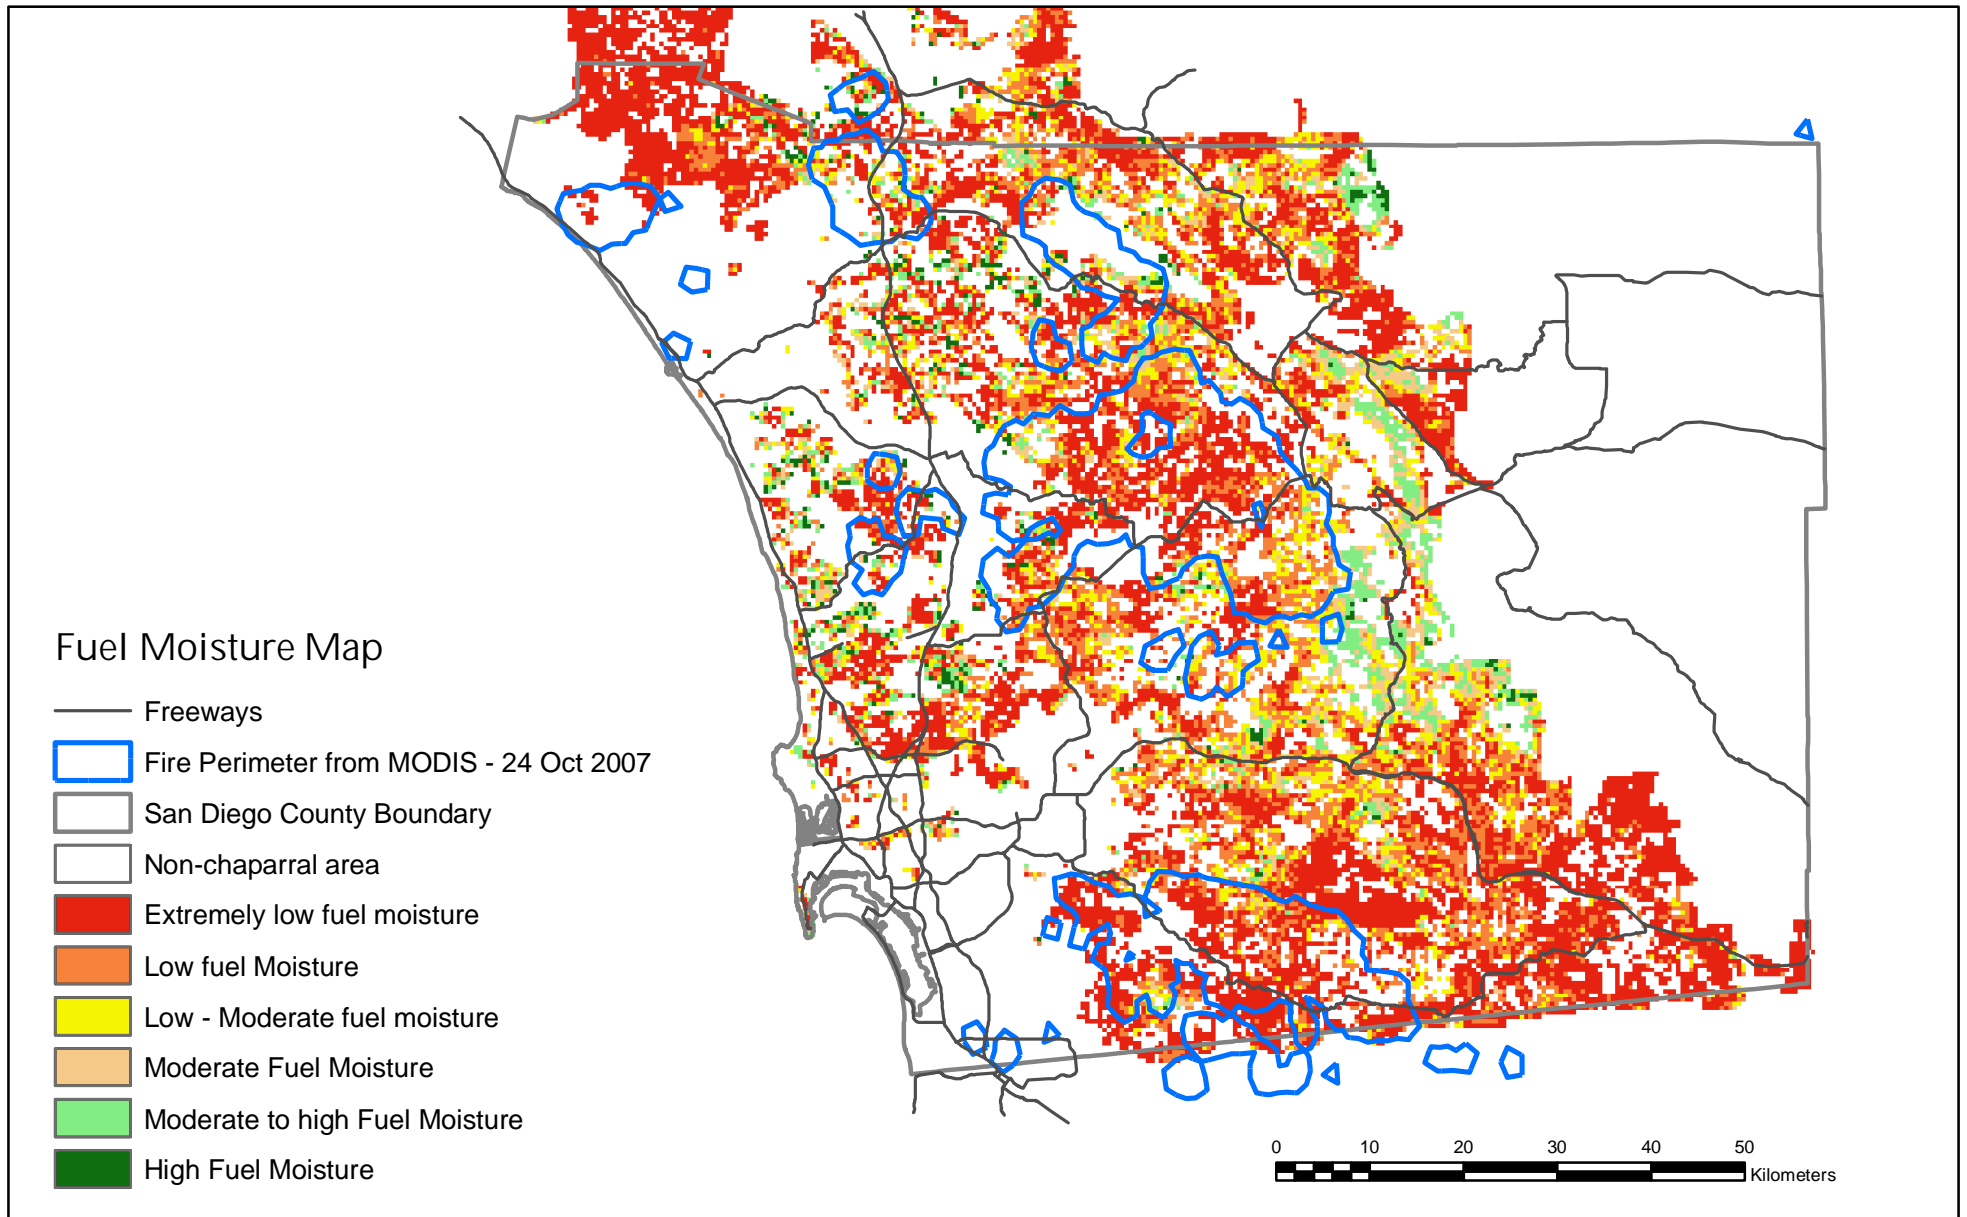 Fuel Moisture Map
Freeways
Fire Perimeter from MODIS - 24 Oct 2007
San Diego County Boundary
Non-chaparral area
Extremely low fuel moisture
Low fuel Moisture
Low - Moderate fuel moisture
Moderate Fuel Moisture
Moderate to high Fuel Moisture
High Fuel Moisture
0 10 20 30 40 50
Kilometers